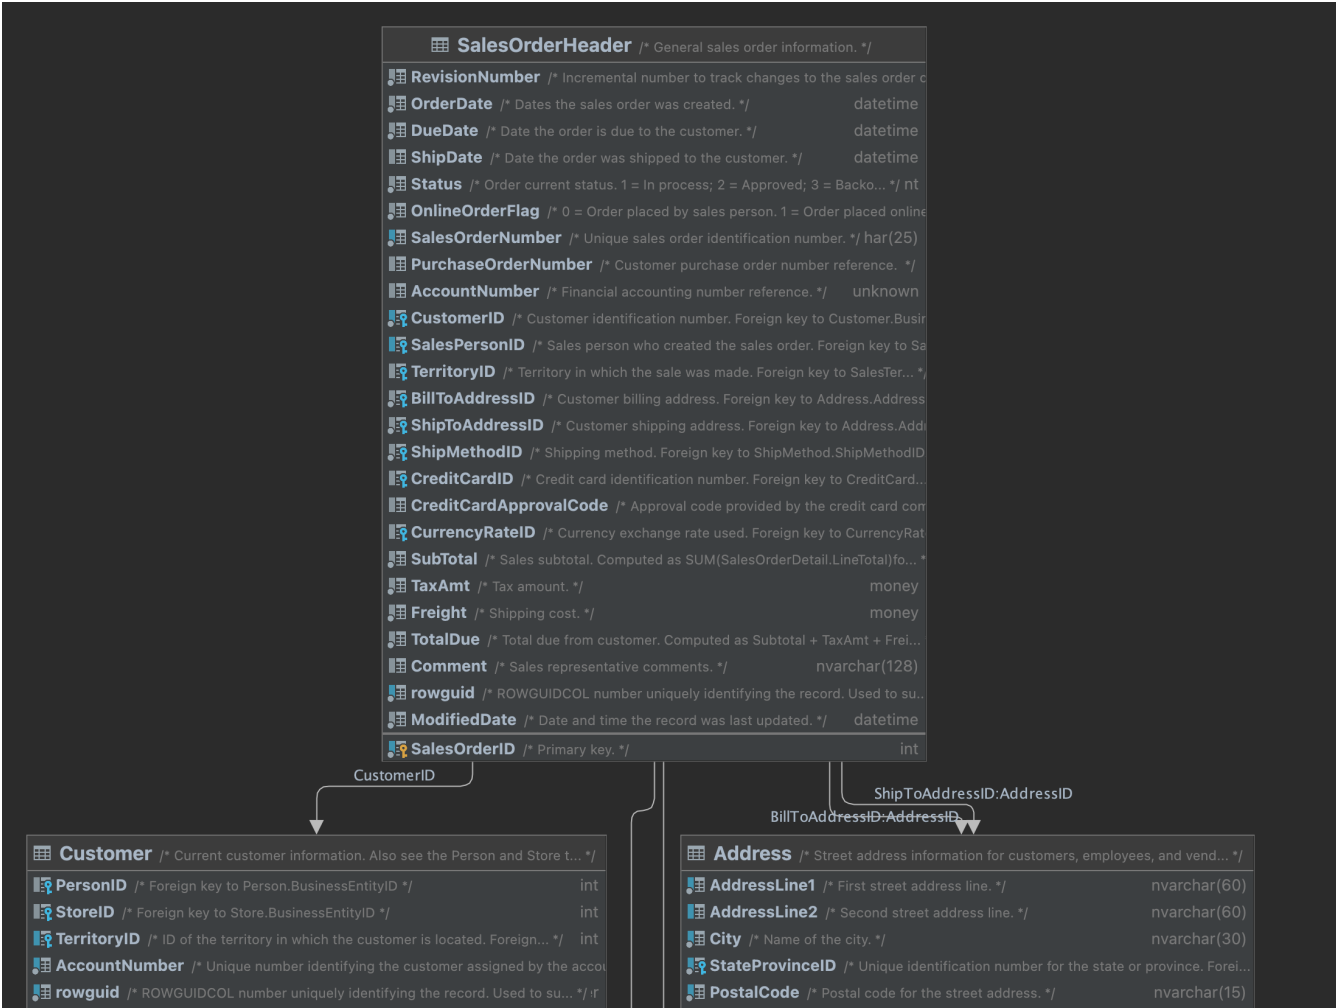 SalesOrderHeader /* General sales order information. */
RevisionNumber /* Incremental number to track changes to the sales order
OrderDate /* Dates the sales order was created. */ datetime
DueDate /* Date the order is due to the customer. */ datetime
ShipDate /* Date the order was shipped to the customer. */ datetime
Status /* Order current status. 1 = In process; 2 = Approved; 3 = Backo... */ nt
OnlineOrderFlag /* 0 = Order placed by sales person. 1 = Order placed online
SalesOrderNumber /* Unique sales order identification number. */ har(25)
PurchaseOrderNumber /* Customer purchase order number reference. */
AccountNumber /* Financial accounting number reference. */ unknown
CustomerID /* Customer identification number. Foreign key to Customer.Busin
SalesPersonID /* Sales person who created the sales order. Foreign key to Sa
TerritoryID /* Territory in which the sale was made. Foreign key to SalesTer... */
BillToAddressID /* Customer billing address. Foreign key to Address.Address
ShipToAddressID /* Customer shipping address. Foreign key to Address.Add
ShipMethodID /* Shipping method. Foreign key to ShipMethod.ShipMethodID
CreditCardID /* Credit card identification number. Foreign key to CreditCard...
CreditCardApprovalCode /* Approval code provided by the credit card com
CurrencyRateID /* Currency exchange rate used. Foreign key to CurrencyRat
SubTotal /* Sales subtotal. Computed as SUM(SalesOrderDetail.LineTotal)fo... *
TaxAmt /* Tax amount. */ money
Freight /* Shipping cost. */ money
TotalDue /* Total due from customer. Computed as Subtotal + TaxAmt + Frei...
Comment /* Sales representative comments. */ nvarchar(128)
rowguid /* ROWGUIDCOL number uniquely identifying the record. Used to su...
ModifiedDate /* Date and time the record was last updated. */ datetime
SalesOrderID /* Primary key. */ int
CustomerID
ShipToAddressID:AddressID
BillToAddressID:AddressID
Customer /* Current customer information. Also see the Person and Store t... */
PersonID /* Foreign key to Person.BusinessEntityID */ int
StoreID /* Foreign key to Store.BusinessEntityID */ int
TerritoryID /* ID of the territory in which the customer is located. Foreign... */ int
AccountNumber /* Unique number identifying the customer assigned by the accou
rowguid /* ROWGUIDCOL number uniquely identifying the record. Used to su... */ r
Address /* Street address information for customers, employees, and vend... */
AddressLine1 /* First street address line. */ nvarchar(60)
AddressLine2 /* Second street address line. */ nvarchar(60)
City /* Name of the city. */ nvarchar(30)
StateProvinceID /* Unique identification number for the state or province. Forei...
PostalCode /* Postal code for the street address. */ nvarchar(15)